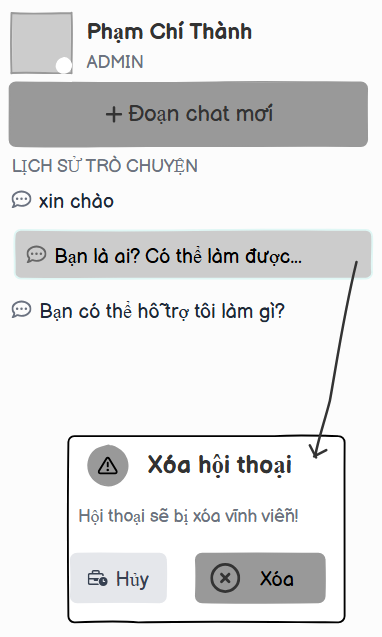 Phạm Chí Thành
ADMIN
+ Đoạn chat mới
LỊCH SỬ TRÒ CHUYỆN
xin chào
Bạn là ai? Có thể làm được...
Bạn có thể hỗ trợ tôi làm gì?
Xóa hội thoại
Hội thoại sẽ bị xóa vĩnh viễn!
Hủy
Xóa